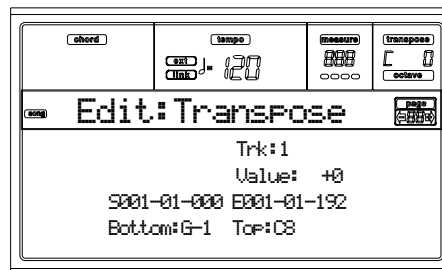 chord tempo measure transpose
ext
link ♩= 120 888 C 0
octave
song Edit:Transpose page
88
Trk:1
Value: +0
S001-01-000 E001-01-192
Bottom:G-1 Top:C8